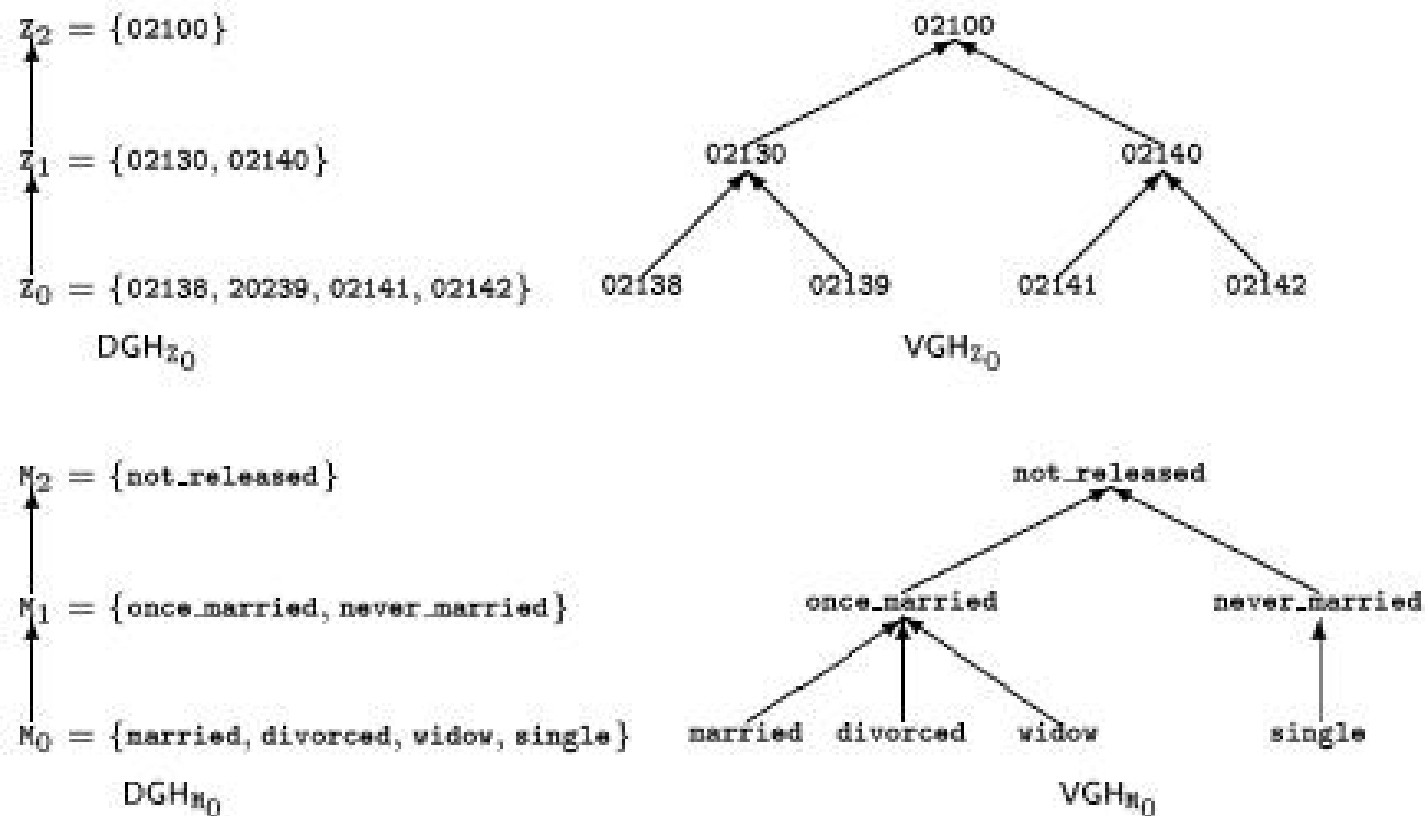 Z2 = {02100}
02100
Z1 = {02130, 02140}
02130
02140
Z0 = {02138, 20239, 02141, 02142}
02138
02139
02141
02142
DGHZ0
VGHZ0
M2 = {not_released}
not_released
M1 = {once_married, never_married}
once_married
never_married
M0 = {married, divorced, widow, single}
married
divorced
widow
single
DGHM0
VGHM0